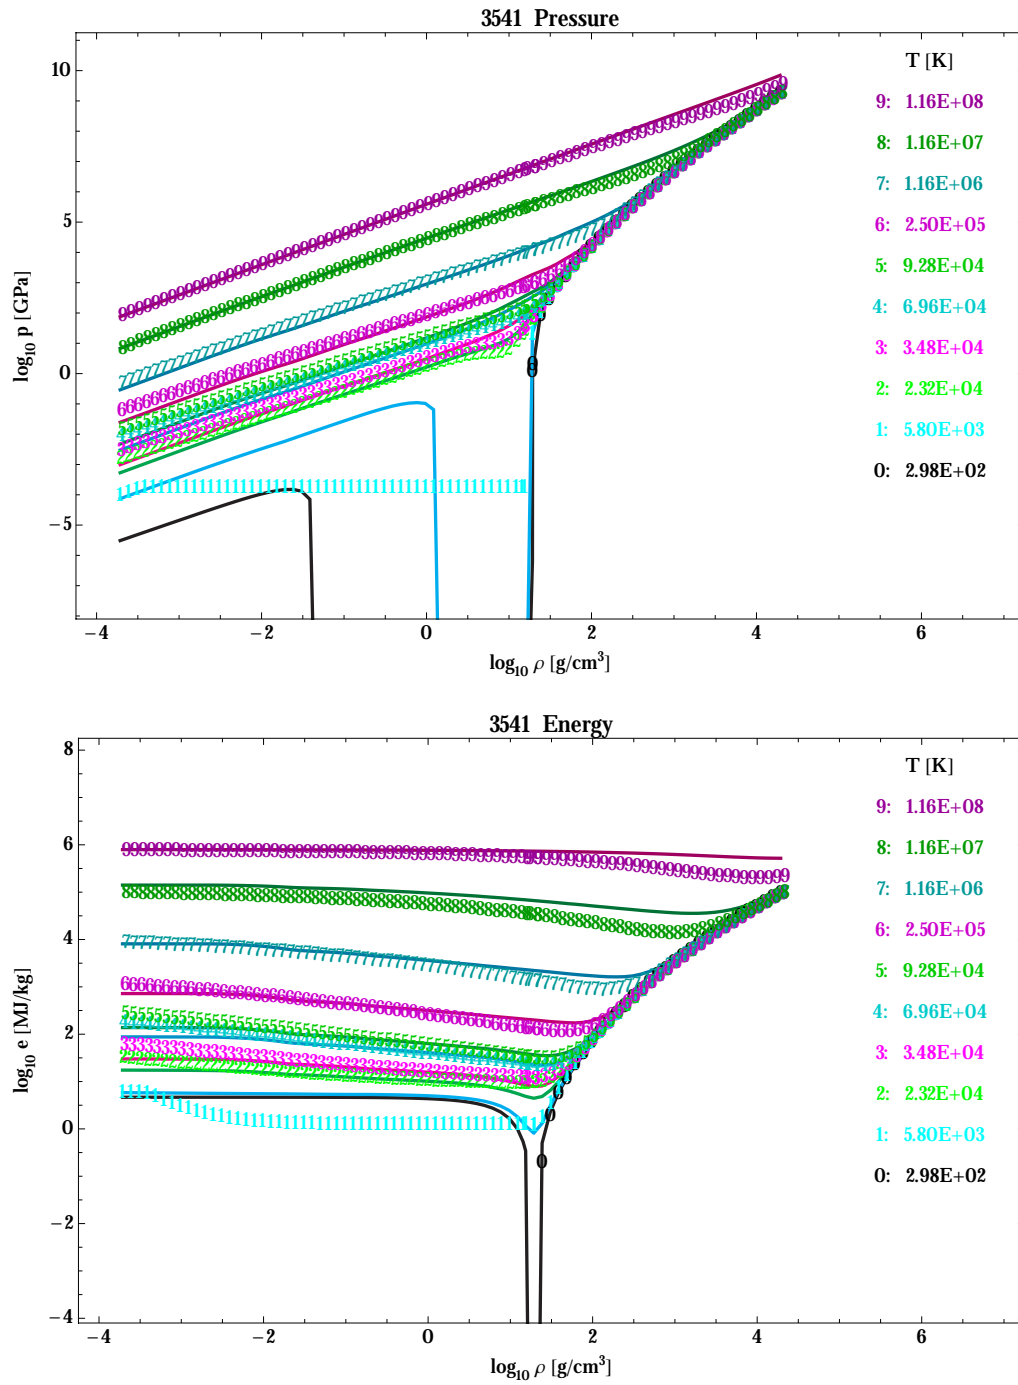 3541 Pressure
10
5
0
−5
log10 p [GPa]
−4
−2
0
2
4
6
log10 ρ [g/cm³]
T [K]
9: 1.16E+08
8: 1.16E+07
7: 1.16E+06
6: 2.50E+05
5: 9.28E+04
4: 6.96E+04
3: 3.48E+04
2: 2.32E+04
1: 5.80E+03
0: 2.98E+02
3541 Energy
8
6
4
2
0
−2
−4
log10 e [MJ/kg]
−4
−2
0
2
4
6
log10 ρ [g/cm³]
T [K]
9: 1.16E+08
8: 1.16E+07
7: 1.16E+06
6: 2.50E+05
5: 9.28E+04
4: 6.96E+04
3: 3.48E+04
2: 2.32E+04
1: 5.80E+03
0: 2.98E+02